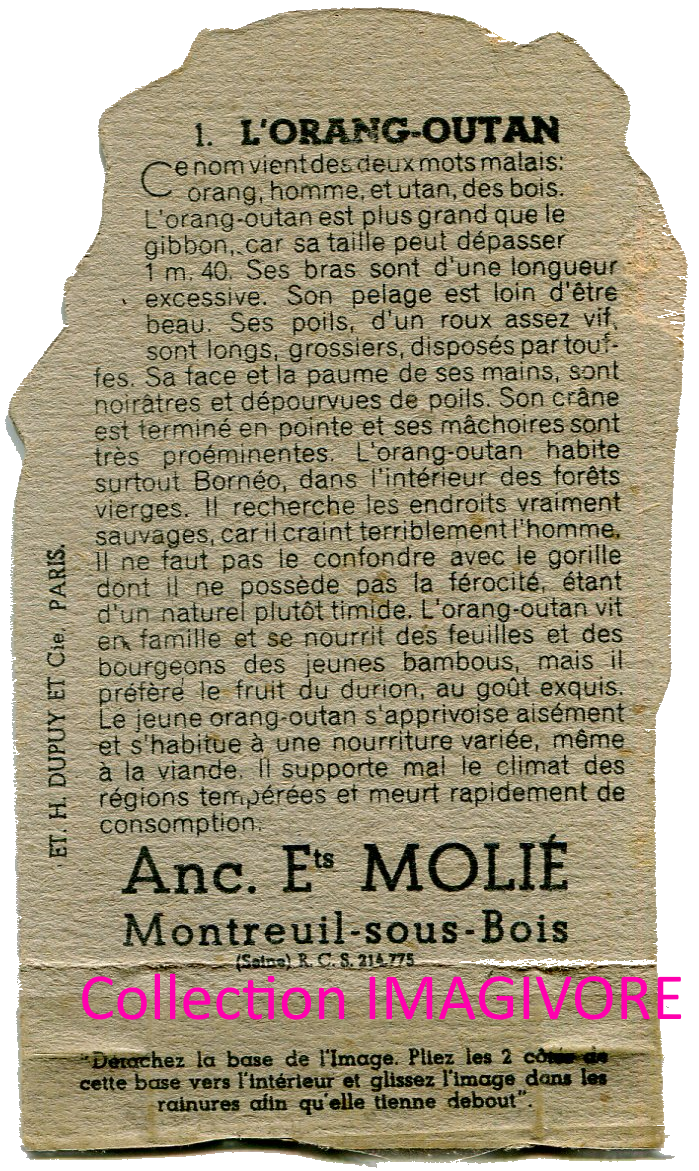 1. L'ORANG-OUTAN
Ce nom vient des deux mots malais:
orang, homme, et utan, des bois.
L'orang-outan est plus grand que le
gibbon, car sa taille peut dépasser
1 m. 40. Ses bras sont d'une longueur
excessive. Son pelage est loin d'être
beau. Ses poils, d'un roux assez vif,
sont longs, grossiers, disposés par touf-
fes. Sa face et la paume de ses mains, sont
noirâtres et dépourvues de poils. Son crâne
est terminé en pointe et ses mâchoires sont
très proéminentes. L'orang-outan habite
surtout Bornéo, dans l'intérieur des forêts
vierges. Il recherche les endroits vraiment
sauvages, car il craint terriblement l'homme.
Il ne faut pas le confondre avec le gorille
dont il ne possède pas la férocité, étant
d'un naturel plutôt timide. L'orang-outan vit
en famille et se nourrit des feuilles et des
bourgeons des jeunes bambous, mais il
préfère le fruit du durion, au goût exquis.
Le jeune orang-outan s'apprivoise aisément
et s'habitue à une nourriture variée, même
à la viande. Il supporte mal le climat des
régions tempérées et meurt rapidement de
consomption.
ET. H. DUPUY ET Cie. PARIS.
Anc. Ets MOLIÉ
Montreuil-sous-Bois
(Seine) R. C. S. 214.775
Collection IMAGIVORE
"Détachez la base de l'Image. Pliez les 2 côtés de
cette base vers l'intérieur et glissez l'image dans les
rainures afin qu'elle tienne debout".